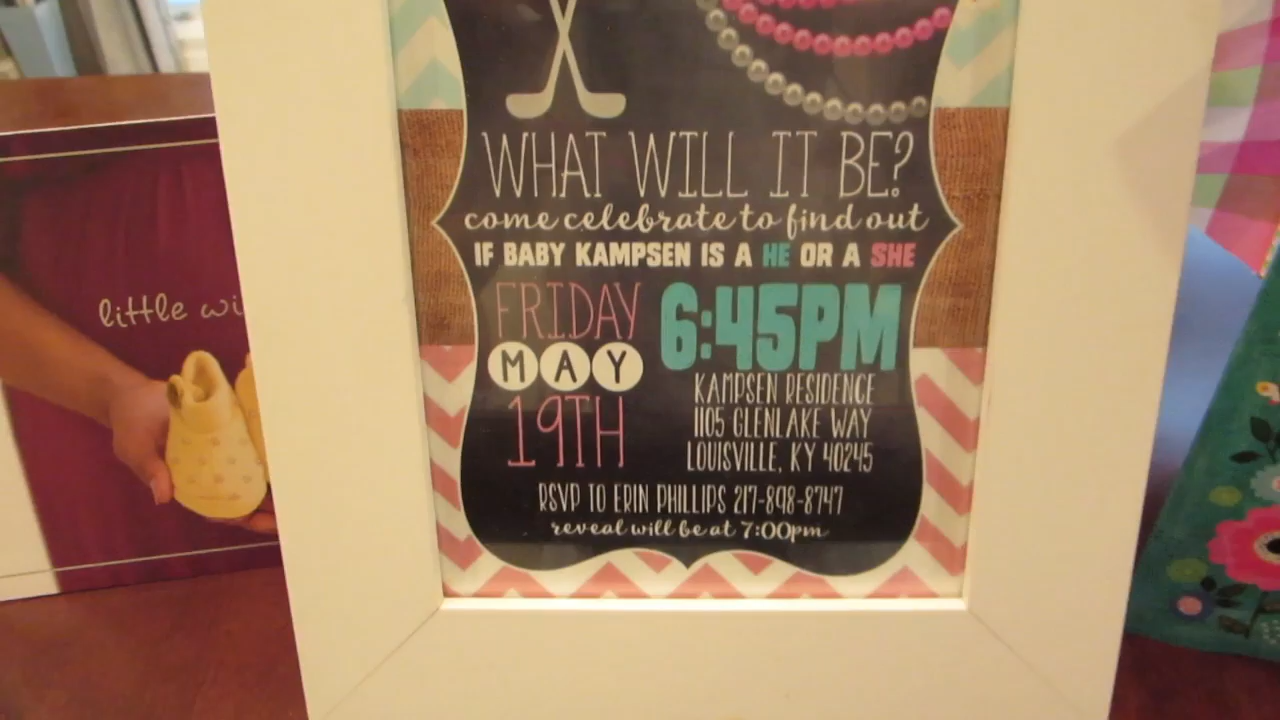 WHAT WILL IT BE?
come celebrate to find out
IF BABY KAMPSEN IS A HE OR A SHE
FRIDAY
MAY
19TH
6:45PM
KAMPSEN RESIDENCE
1105 GLENLAKE WAY
LOUISVILLE, KY 40245
RSVP TO ERIN PHILLIPS 217-898-8747
reveal will be at 7:00pm
little wi